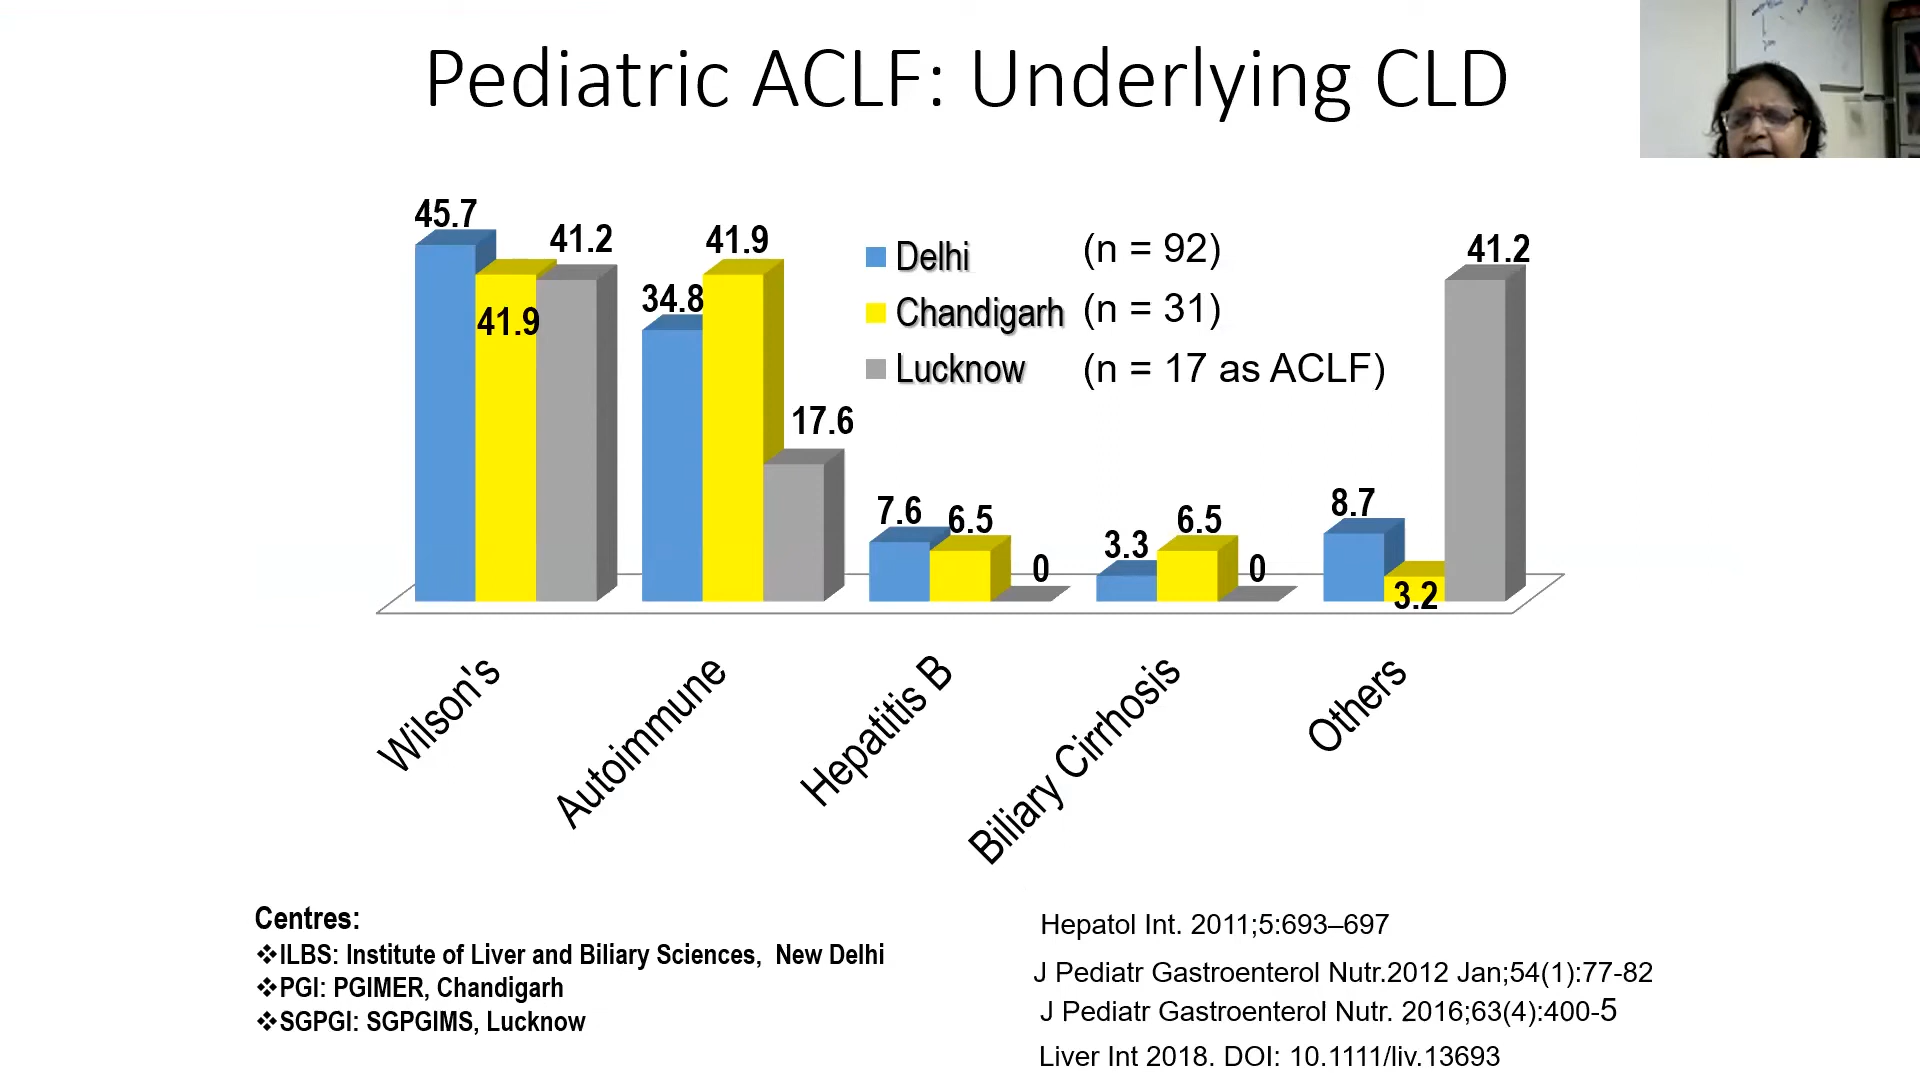 Pediatric ACLF: Underlying CLD
45.7
41.9
41.2
34.8
41.9
17.6
7.6
6.5
0
3.3
6.5
0
8.7
3.2
41.2
Delhi (n = 92)
Chandigarh (n = 31)
Lucknow (n = 17 as ACLF)
Wilson's
Autoimmune
Hepatitis B
Biliary Cirrhosis
Others
Centres:
❖ILBS: Institute of Liver and Biliary Sciences, New Delhi
❖PGI: PGIMER, Chandigarh
❖SGPGI: SGPGIMS, Lucknow
Hepatol Int. 2011;5:693–697
J Pediatr Gastroenterol Nutr.2012 Jan;54(1):77-82
J Pediatr Gastroenterol Nutr. 2016;63(4):400-5
Liver Int 2018. DOI: 10.1111/liv.13693